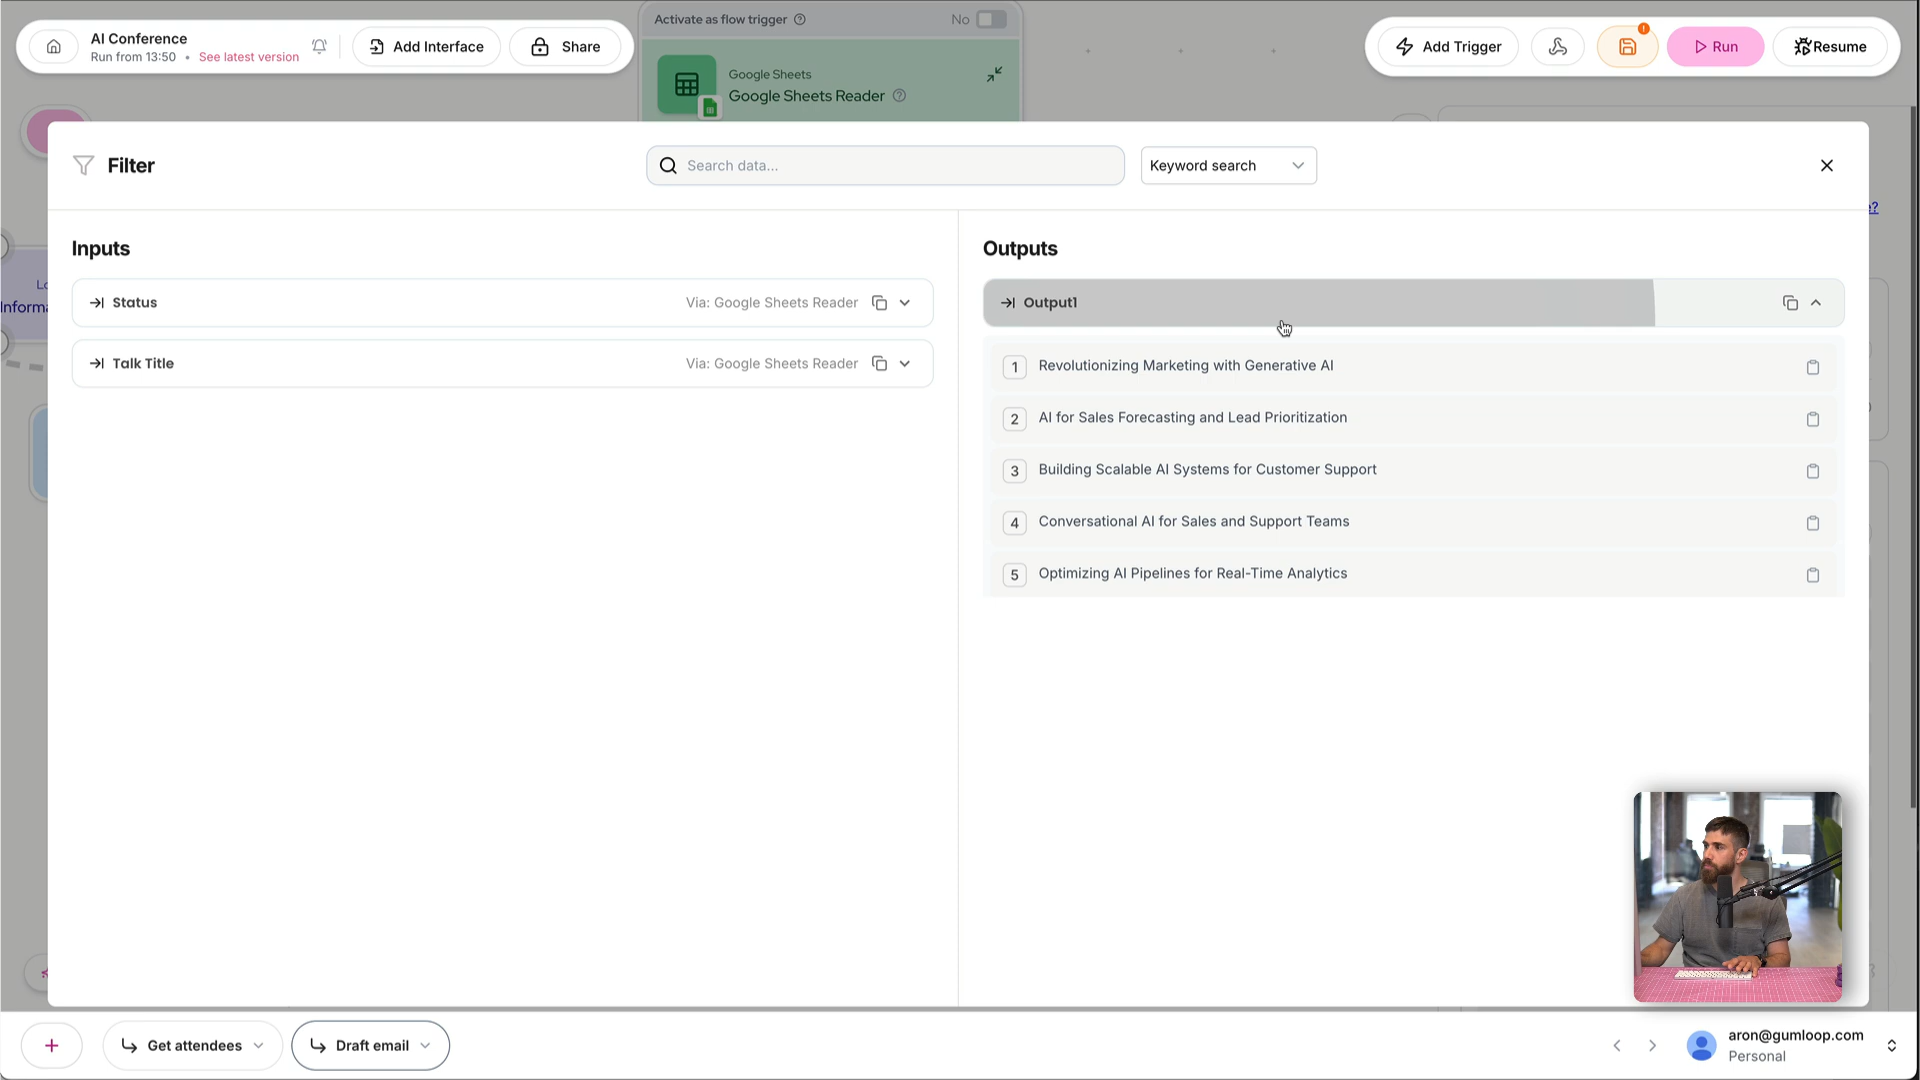 Activate as flow trigger
No
AI Conference
Run from 13:50 • See latest version
Add Interface
Share
Google Sheets
Google Sheets Reader
Add Trigger
Run
Resume
Filter
Search data...
Keyword search
Inputs
Outputs
Status
Via: Google Sheets Reader
Output1
Talk Title
Via: Google Sheets Reader
1 Revolutionizing Marketing with Generative AI
2 AI for Sales Forecasting and Lead Prioritization
3 Building Scalable AI Systems for Customer Support
4 Conversational AI for Sales and Support Teams
5 Optimizing AI Pipelines for Real-Time Analytics
Get attendees
Draft email
aron@gumloop.com
Personal